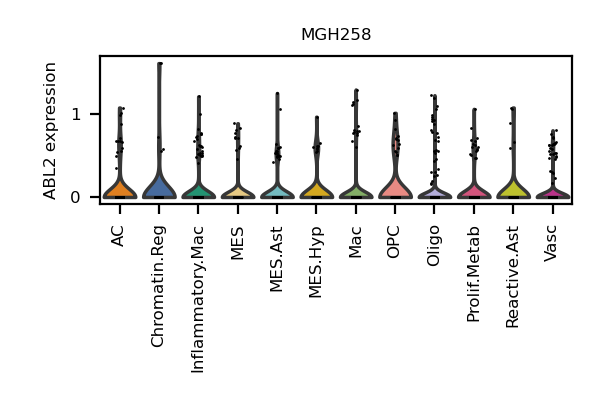 MGH258
ABL2 expression
1
0
AC
Chromatin.Reg
Inflammatory.Mac
MES
MES.Ast
MES.Hyp
Mac
OPC
Oligo
Prolif.Metab
Reactive.Ast
Vasc